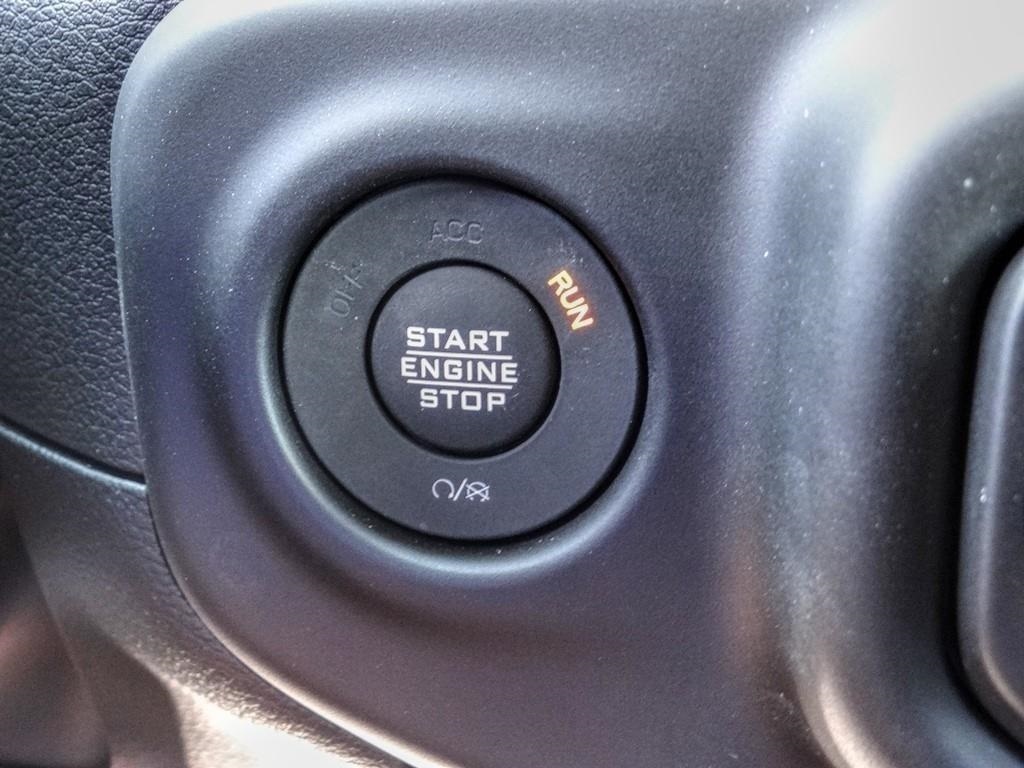 ACC
OFF
RUN
START
ENGINE
STOP